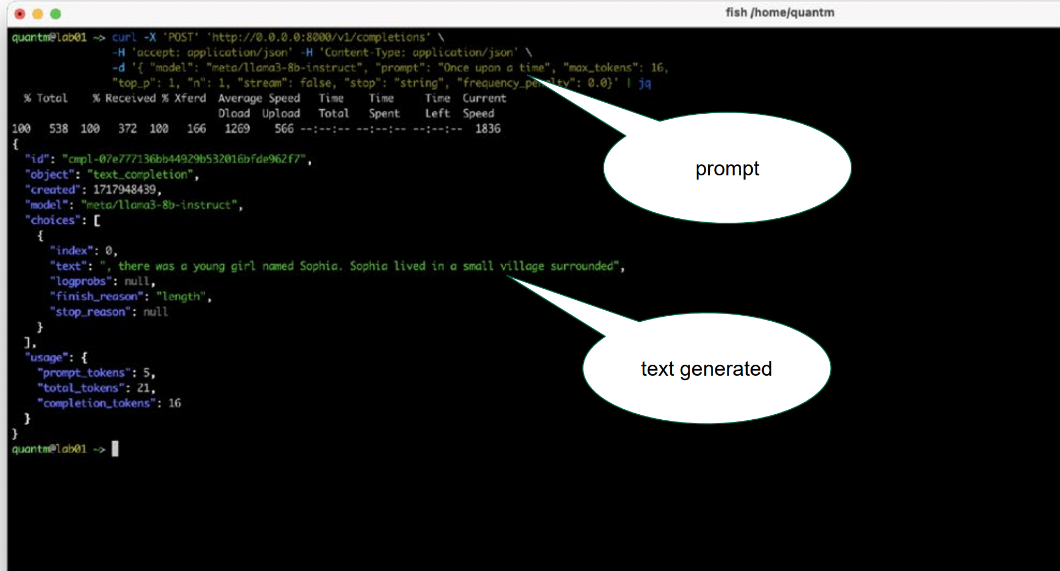 fish /home/quantm
quantm@lab01 ~> curl -X 'POST' 'http://0.0.0.0:8000/v1/completions' \
-H 'accept: application/json' -H 'Content-Type: application/json' \
-d '{ "model": "meta/llama3-8b-instruct", "prompt": "Once upon a time", "max_tokens": 16,
"top_p": 1, "n": 1, "stream": false, "stop": "string", "frequency_penalty": 0.0}' | jq
% Total % Received % Xferd Average Speed Time Time Time Current
Dload Upload Total Spent Left Speed
100 538 100 372 100 166 1269 566 --:--:-- --:--:-- --:--:-- 1836
{
"id": "cmpl-07e777136bb44929b532016bfde962f7",
"object": "text_completion",
"created": 1717948439,
"model": "meta/llama3-8b-instruct",
"choices": [
{
"index": 0,
"text": ", there was a young girl named Sophia. Sophia lived in a small village surrounded",
"logprobs": null,
"finish_reason": "length",
"stop_reason": null
}
],
"usage": {
"prompt_tokens": 5,
"total_tokens": 21,
"completion_tokens": 16
}
}
quantm@lab01 ~>
prompt
text generated